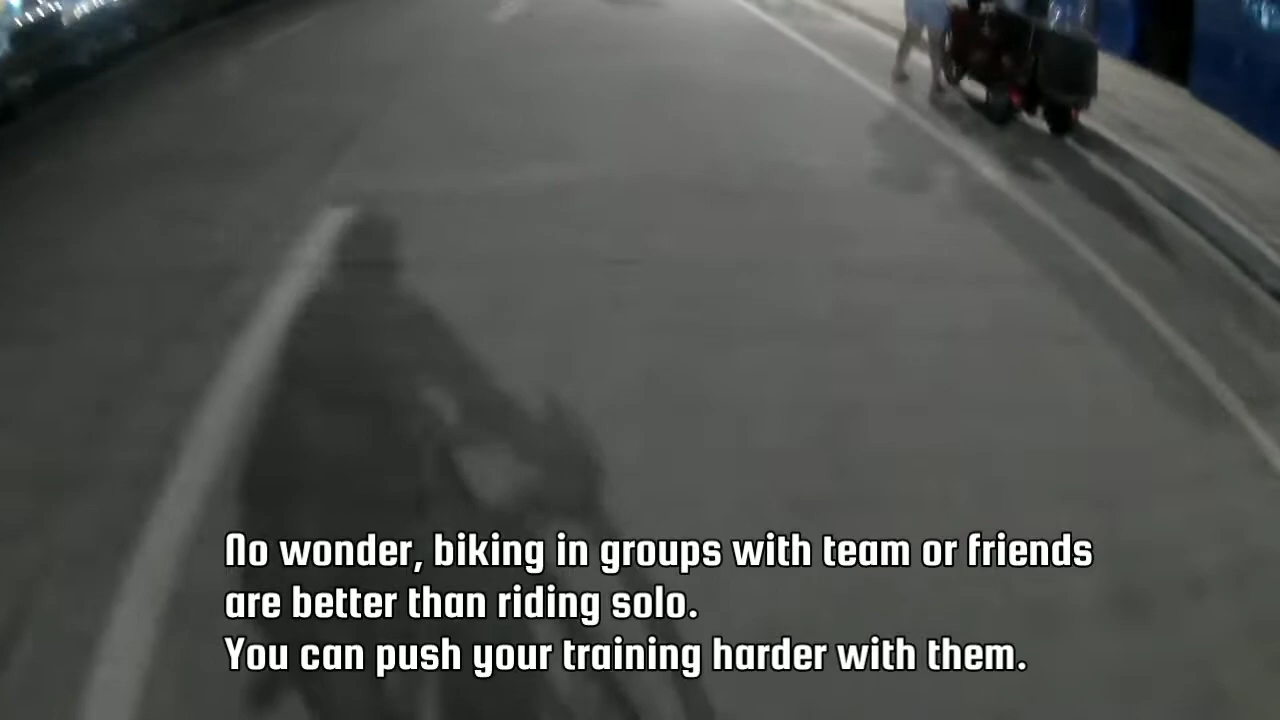 No wonder, biking in groups with team or friends
are better than riding solo.
You can push your training harder with them.